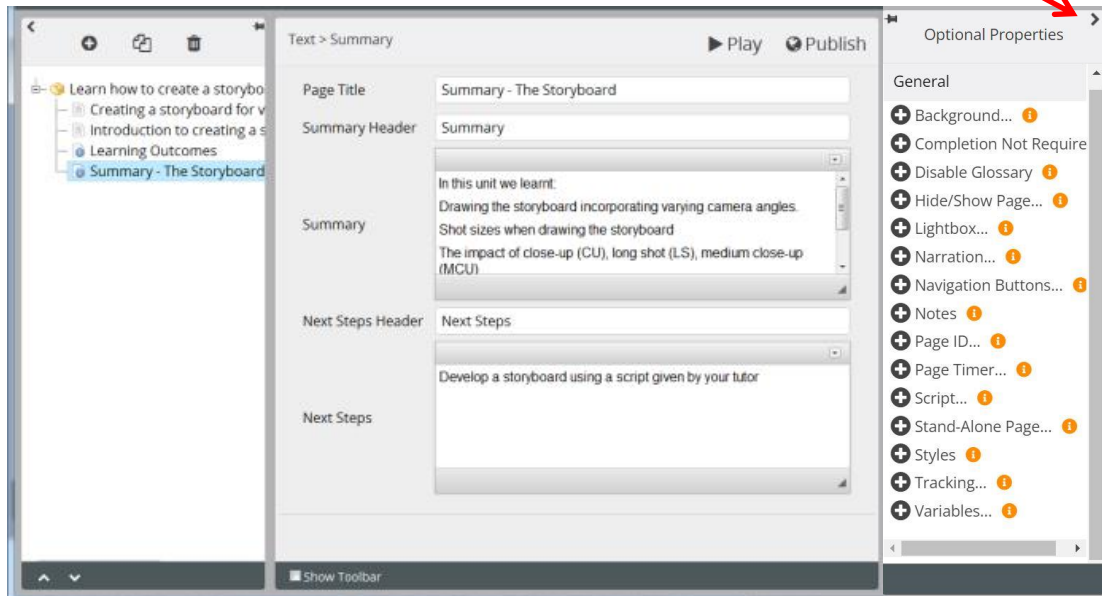 Learn how to create a storybo
Creating a storyboard for v
Introduction to creating a s
Learning Outcomes
Summary - The Storyboard
Text > Summary
Play
Publish
Page Title
Summary - The Storyboard
Summary Header
Summary
Summary
In this unit we learnt:
Drawing the storyboard incorporating varying camera angles.
Shot sizes when drawing the storyboard
The impact of close-up (CU), long shot (LS), medium close-up
(MCU)
Next Steps Header
Next Steps
Next Steps
Develop a storyboard using a script given by your tutor
Show Toolbar
Optional Properties
General
Background...
Completion Not Require
Disable Glossary
Hide/Show Page...
Lightbox...
Narration...
Navigation Buttons...
Notes
Page ID...
Page Timer...
Script...
Stand-Alone Page...
Styles
Tracking...
Variables...